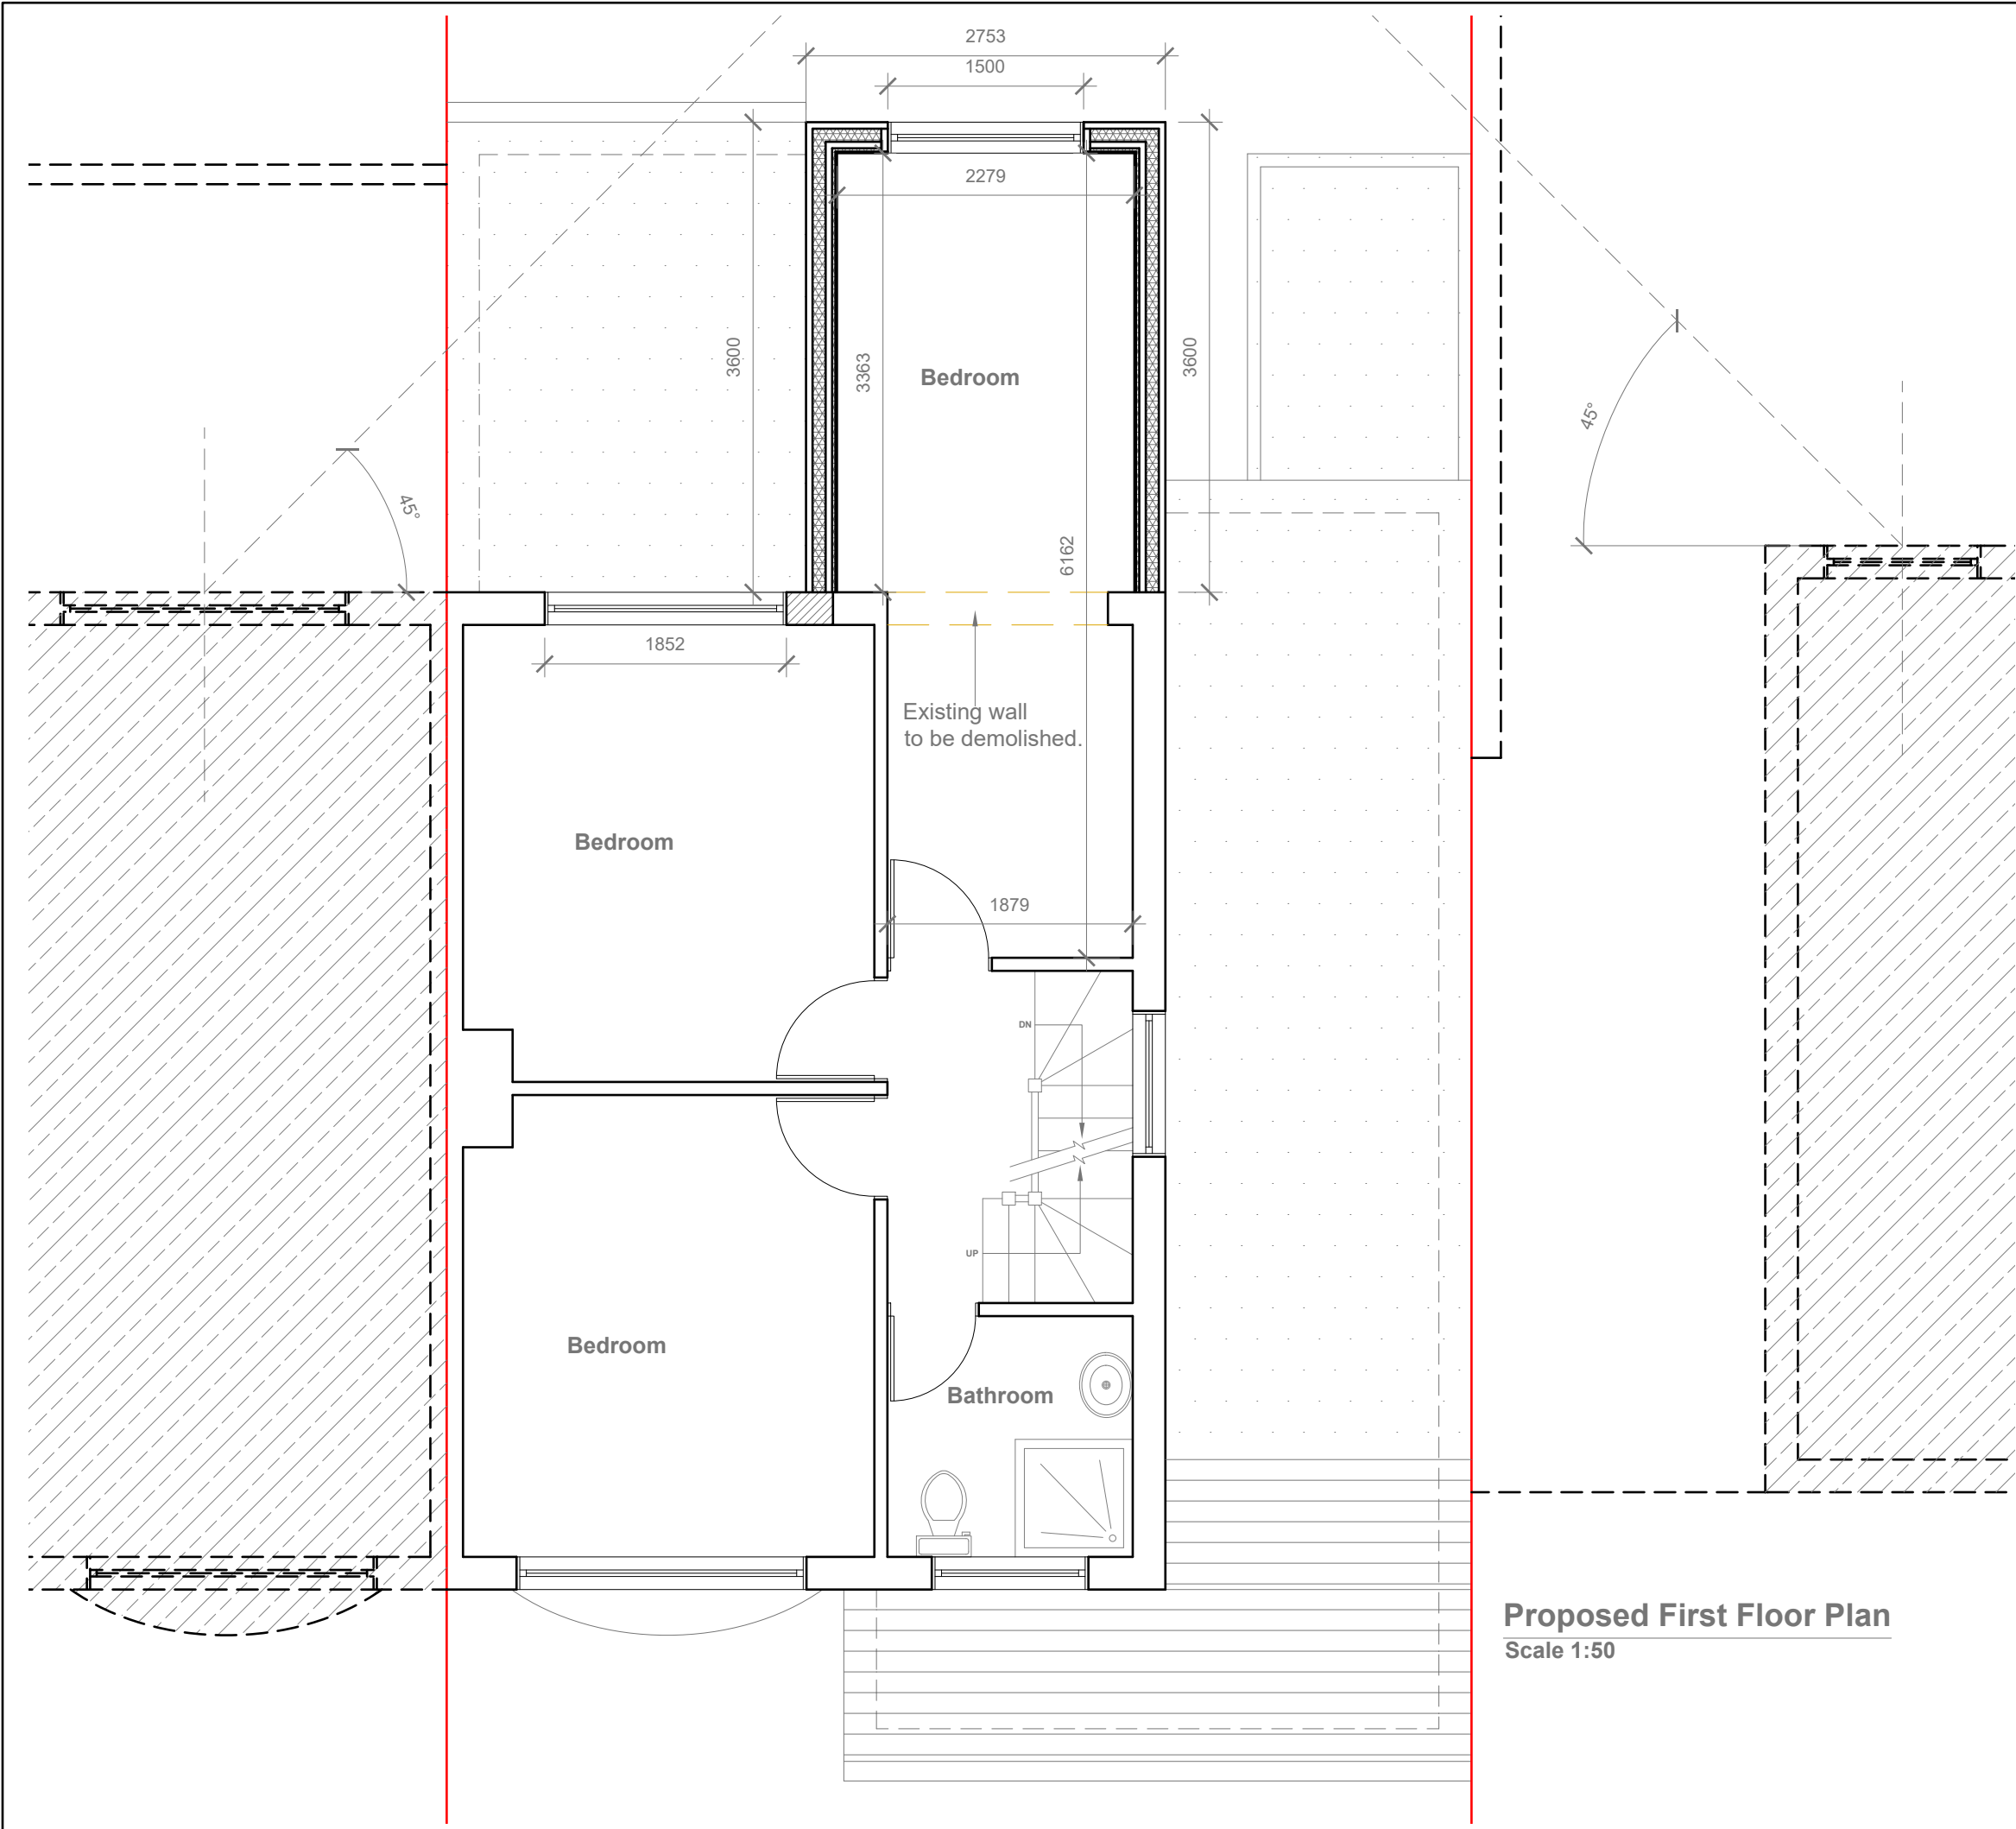 2753
1500
2279
3600
3363
Bedroom
3600
45°
45°
6162
1852
Existing wall
to be demolished.
Bedroom
1879
DN
UP
Bedroom
Bathroom
Proposed First Floor Plan
Scale 1:50